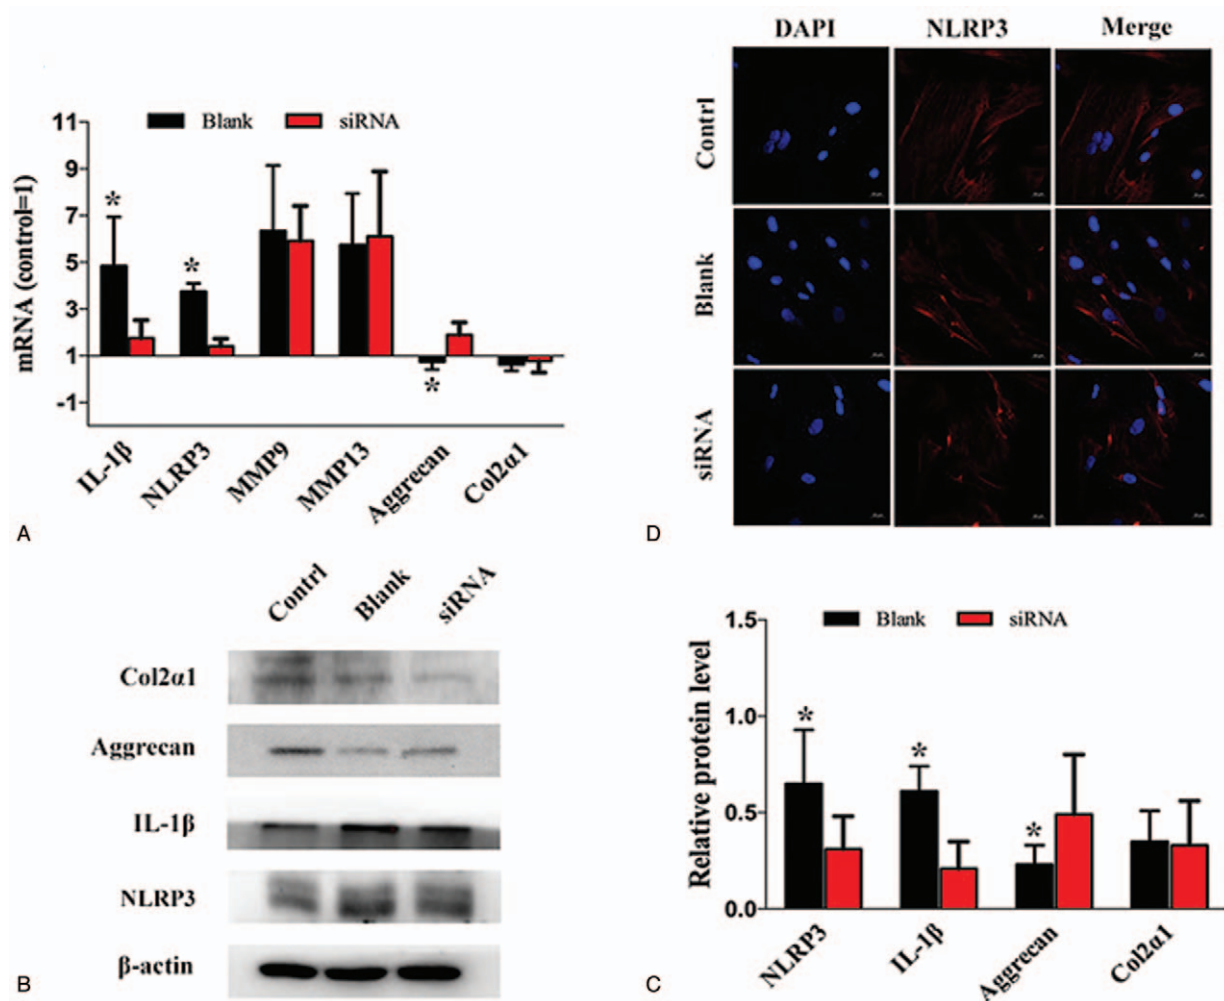 Blank siRNA
mRNA (control=1)
11
9
7
5
3
1
-1
*
*
*
IL-1β NLRP3 MMP9 MMP13 Aggrecan Col2α1
A
DAPI NLRP3 Merge
Contrl
Blank
siRNA
D
Contrl Blank siRNA
Col2α1
Aggrecan
IL-1β
NLRP3
β-actin
B
Blank siRNA
Relative protein level
1.5
1.0
0.5
0.0
*
*
*
NLRP3 IL-1β Aggrecan Col2α1
C